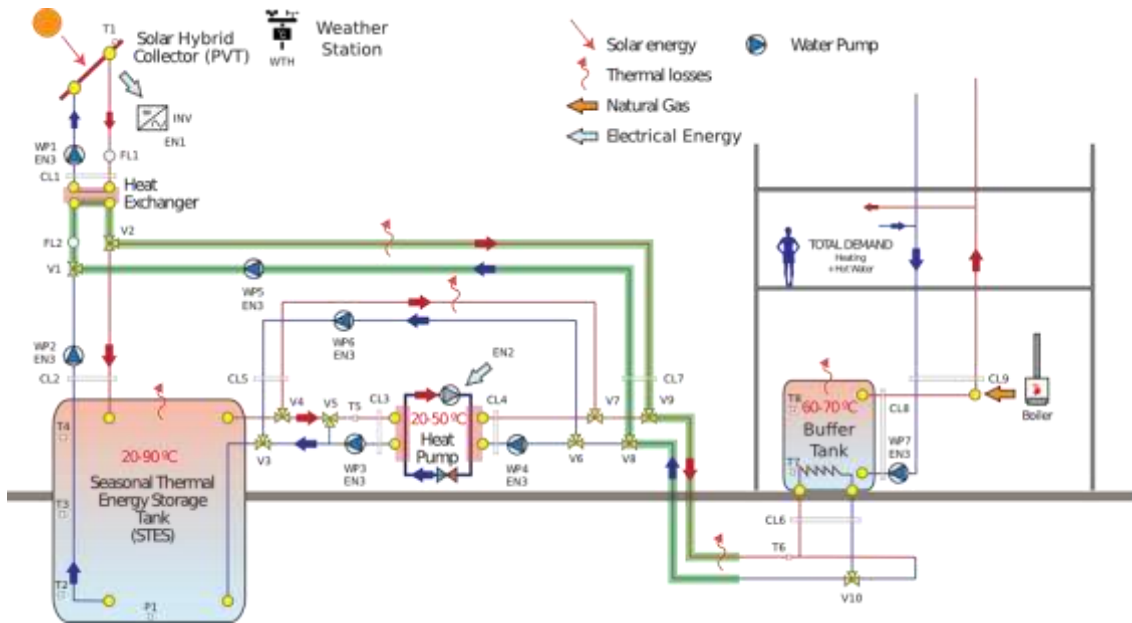 T1
Solar Hybrid
Collector (PVT)
WTH
Weather
Station
Solar energy
Thermal losses
Natural Gas
Electrical Energy
Water Pump
INV
EN1
WP1
EN3
FL1
CL1
Heat
Exchanger
FL2
V2
V1
WP5
EN3
TOTAL DEMAND
Heating
+Hot Water
WP6
EN3
EN2
WP2
EN3
CL2
CL5
CL7
CL9
Boiler
V4
V5
T5
CL3
CL4
V7
V9
T8
60-70 ºC
CL8
Buffer
Tank
T7
WP7
EN3
T4
20-90 ºC
V3
WP3
EN3
20-50 ºC
Heat
Pump
WP4
EN3
V6
V8
Seasonal Thermal
Energy Storage
Tank
(STES)
T3
CL6
T6
T2
P1
V10